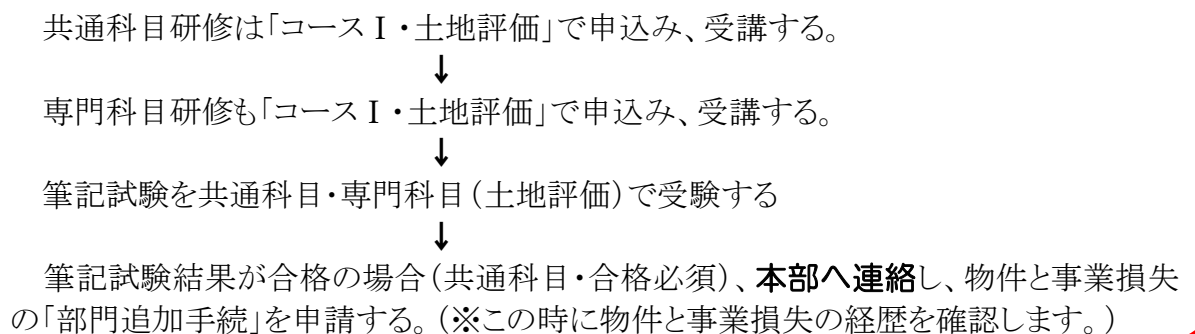 共通科目研修は「コースⅠ・土地評価」で申込み、受講する。
↓
専門科目研修も「コースⅠ・土地評価」で申込み、受講する。
↓
筆記試験を共通科目・専門科目(土地評価)で受験する
↓
筆記試験結果が合格の場合(共通科目・合格必須)、本部へ連絡し、物件と事業損失
の「部門追加手続」を申請する。(※この時に物件と事業損失の経歴を確認します。)